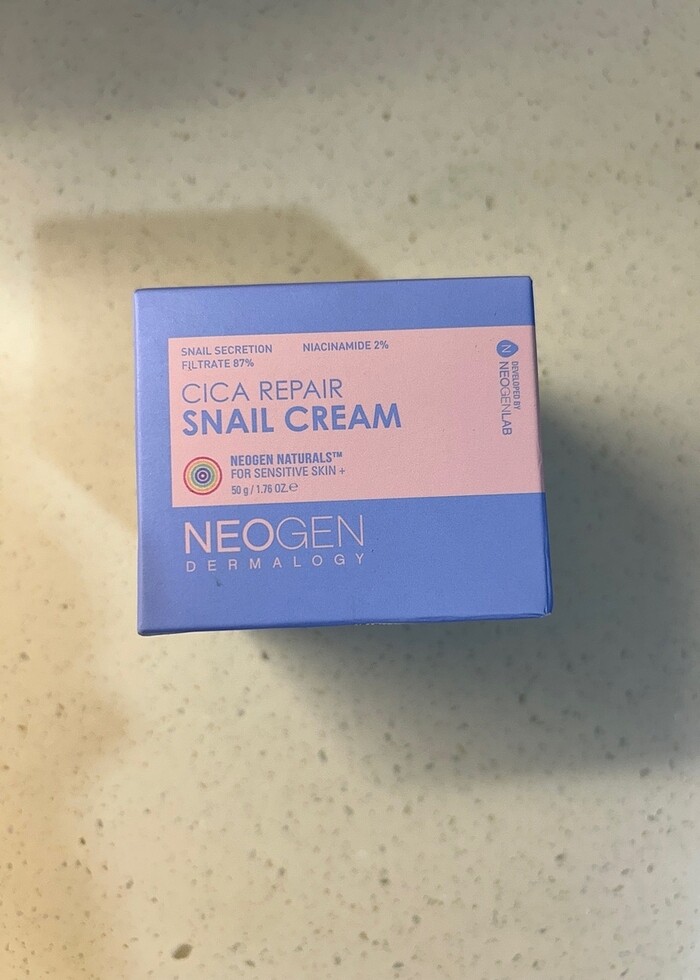 SNAIL SECRETION
FILTRATE 87%
NIACINAMIDE 2%
CICA REPAIR
SNAIL CREAM
NEOGEN NATURALS™
FOR SENSITIVE SKIN +
50 g / 1.76 OZ.℮
DEVELOPED BY
NEOGENLAB
NEOGEN
DERMALOGY